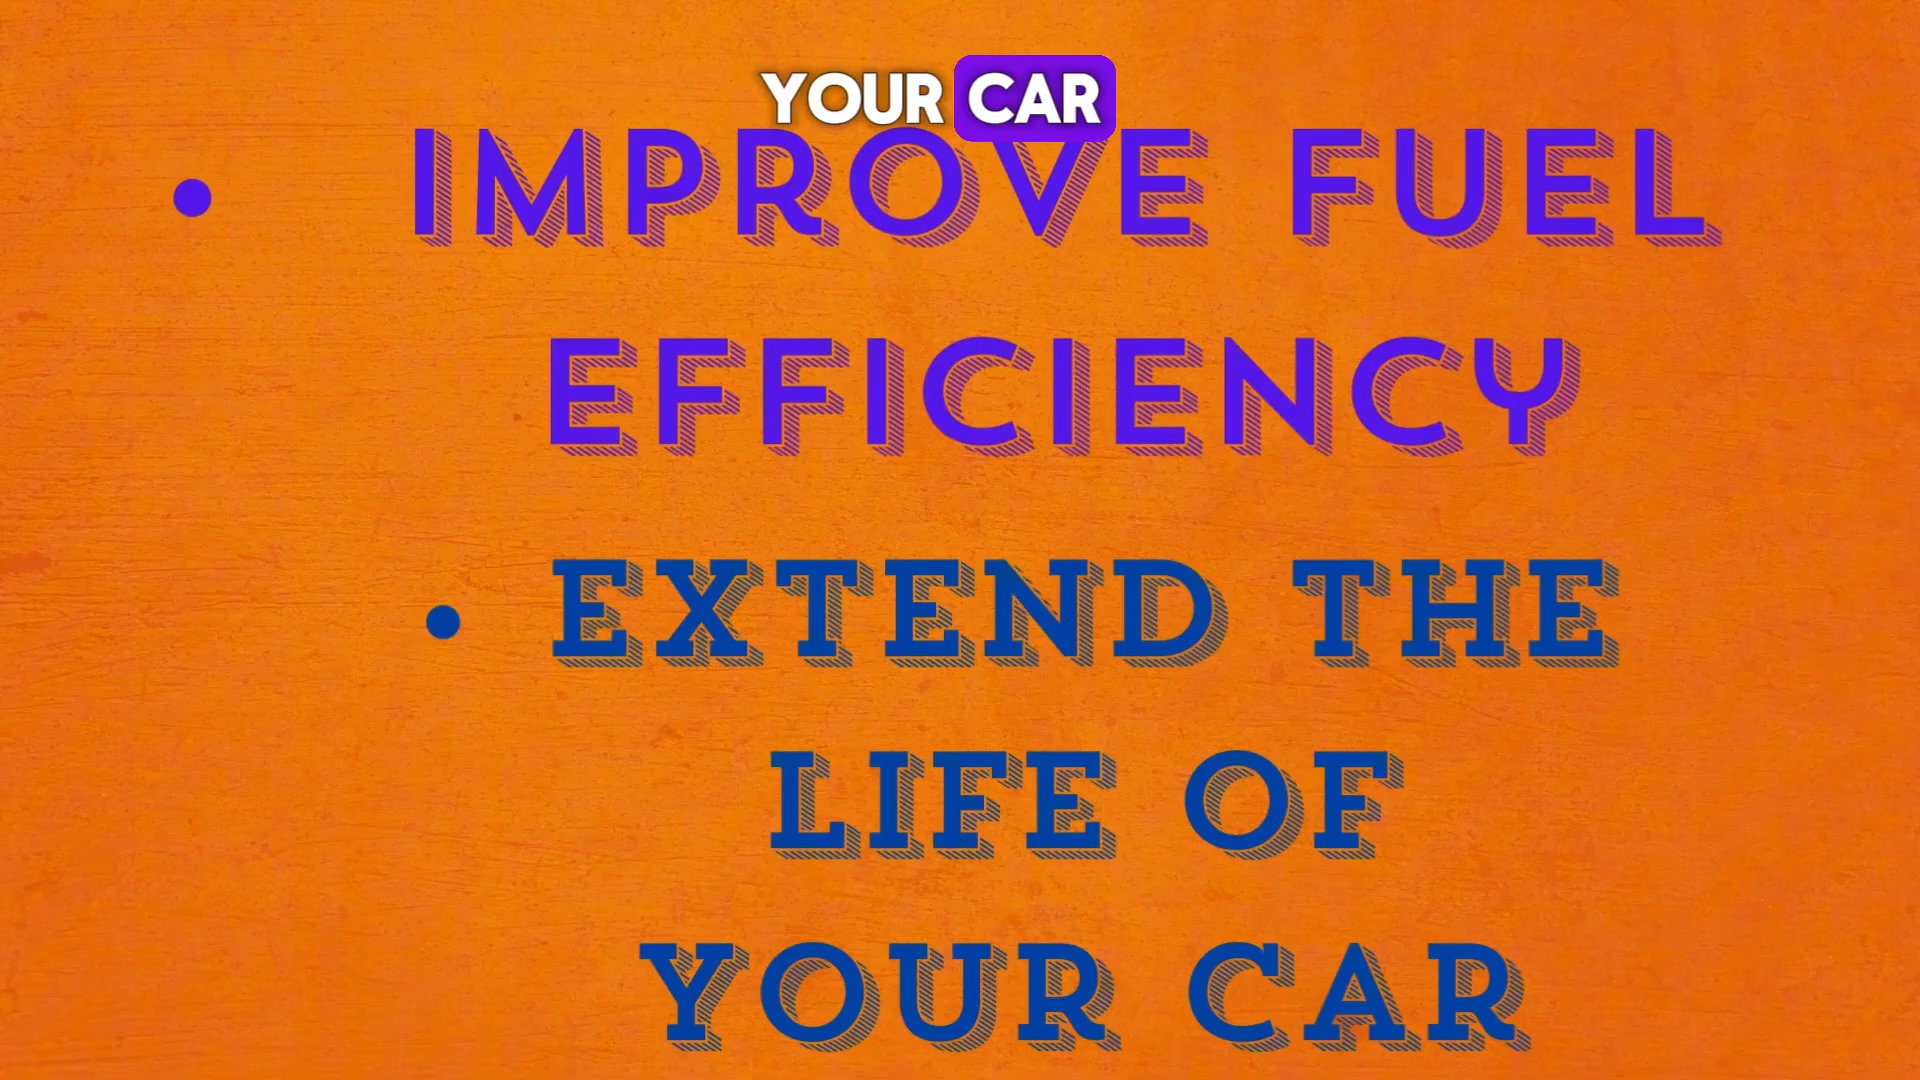 YOUR CAR
• IMPROVE FUEL
EFFICIENCY
• EXTEND THE
LIFE OF
YOUR CAR